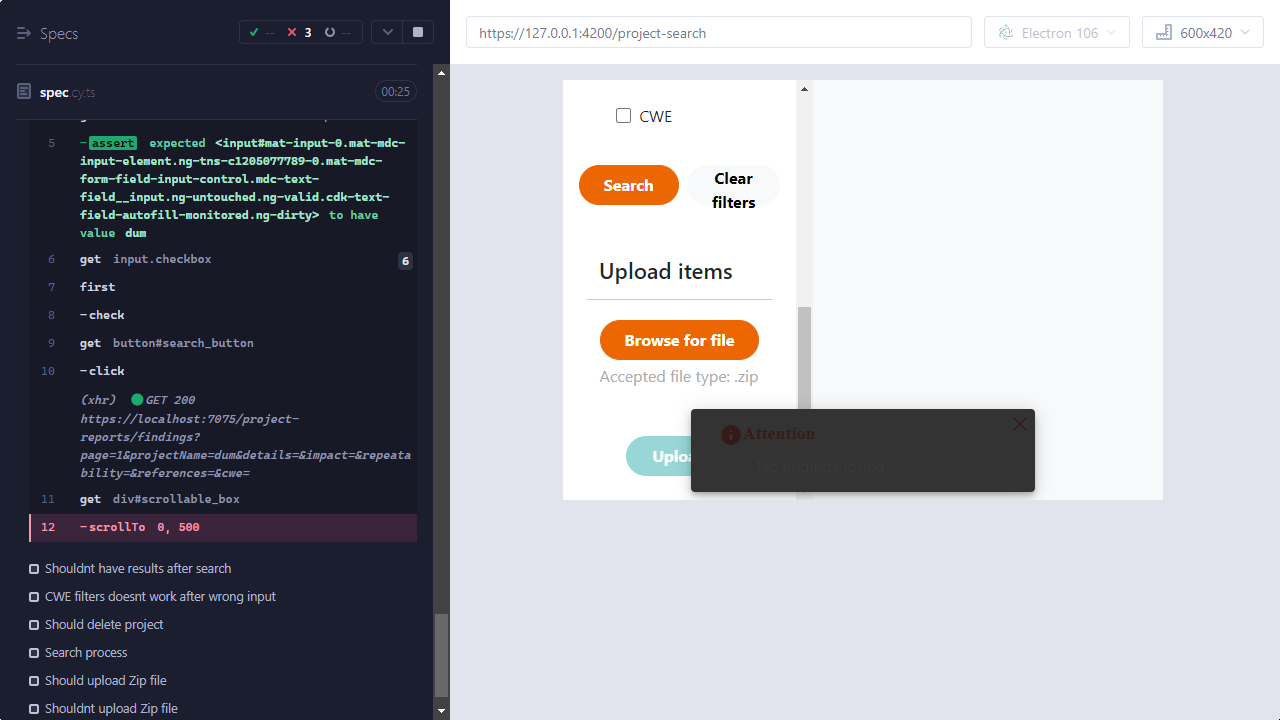 Specs
-- 3 --
https://127.0.0.1:4200/project-search
Electron 106
600x420
spec.cy.ts
00:25
5 -assert expected <input#mat-input-0.mat-mdc-
input-element.ng-tns-c1205077789-0.mat-mdc-
form-field-input-control.mdc-text-
field__input.ng-untouched.ng-valid.cdk-text-
field-autofill-monitored.ng-dirty> to have
value dum
6 get input.checkbox 6
7 first
8 -check
9 get button#search_button
10 -click
(xhr) GET 200
https://localhost:7075/project-
reports/findings?
page=1&projectName=dum&details=&impact=&repeata
bility=&references=&cwe=
11 get div#scrollable_box
12 -scrollTo 0, 500
Shouldnt have results after search
CWE filters doesnt work after wrong input
Should delete project
Search process
Should upload Zip file
Shouldnt upload Zip file
CWE
Search
Clear
filters
Upload items
Browse for file
Accepted file type: .zip
Uploa
Attention
No findings found